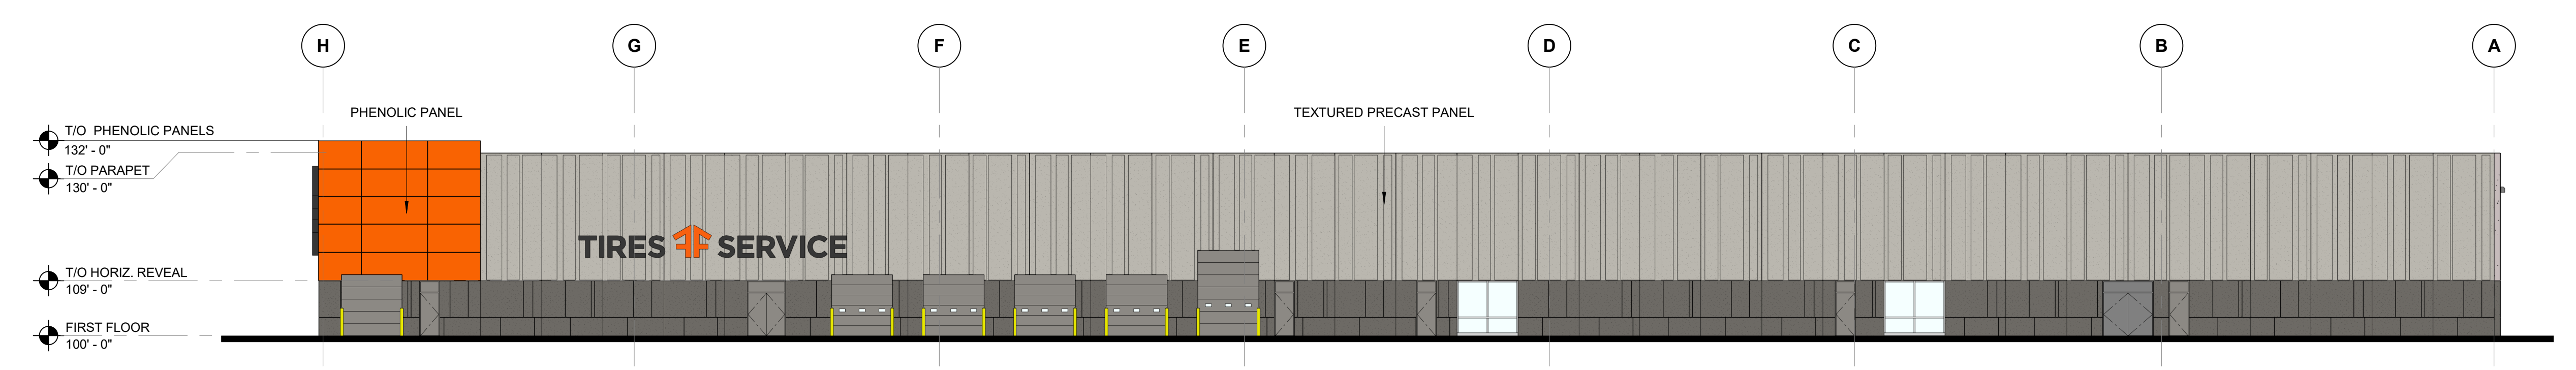 H G F E D C B A
PHENOLIC PANEL
TEXTURED PRECAST PANEL
T/O PHENOLIC PANELS
132' - 0"
T/O PARAPET
130' - 0"
TIRES SERVICE
T/O HORIZ. REVEAL
109' - 0"
FIRST FLOOR
100' - 0"